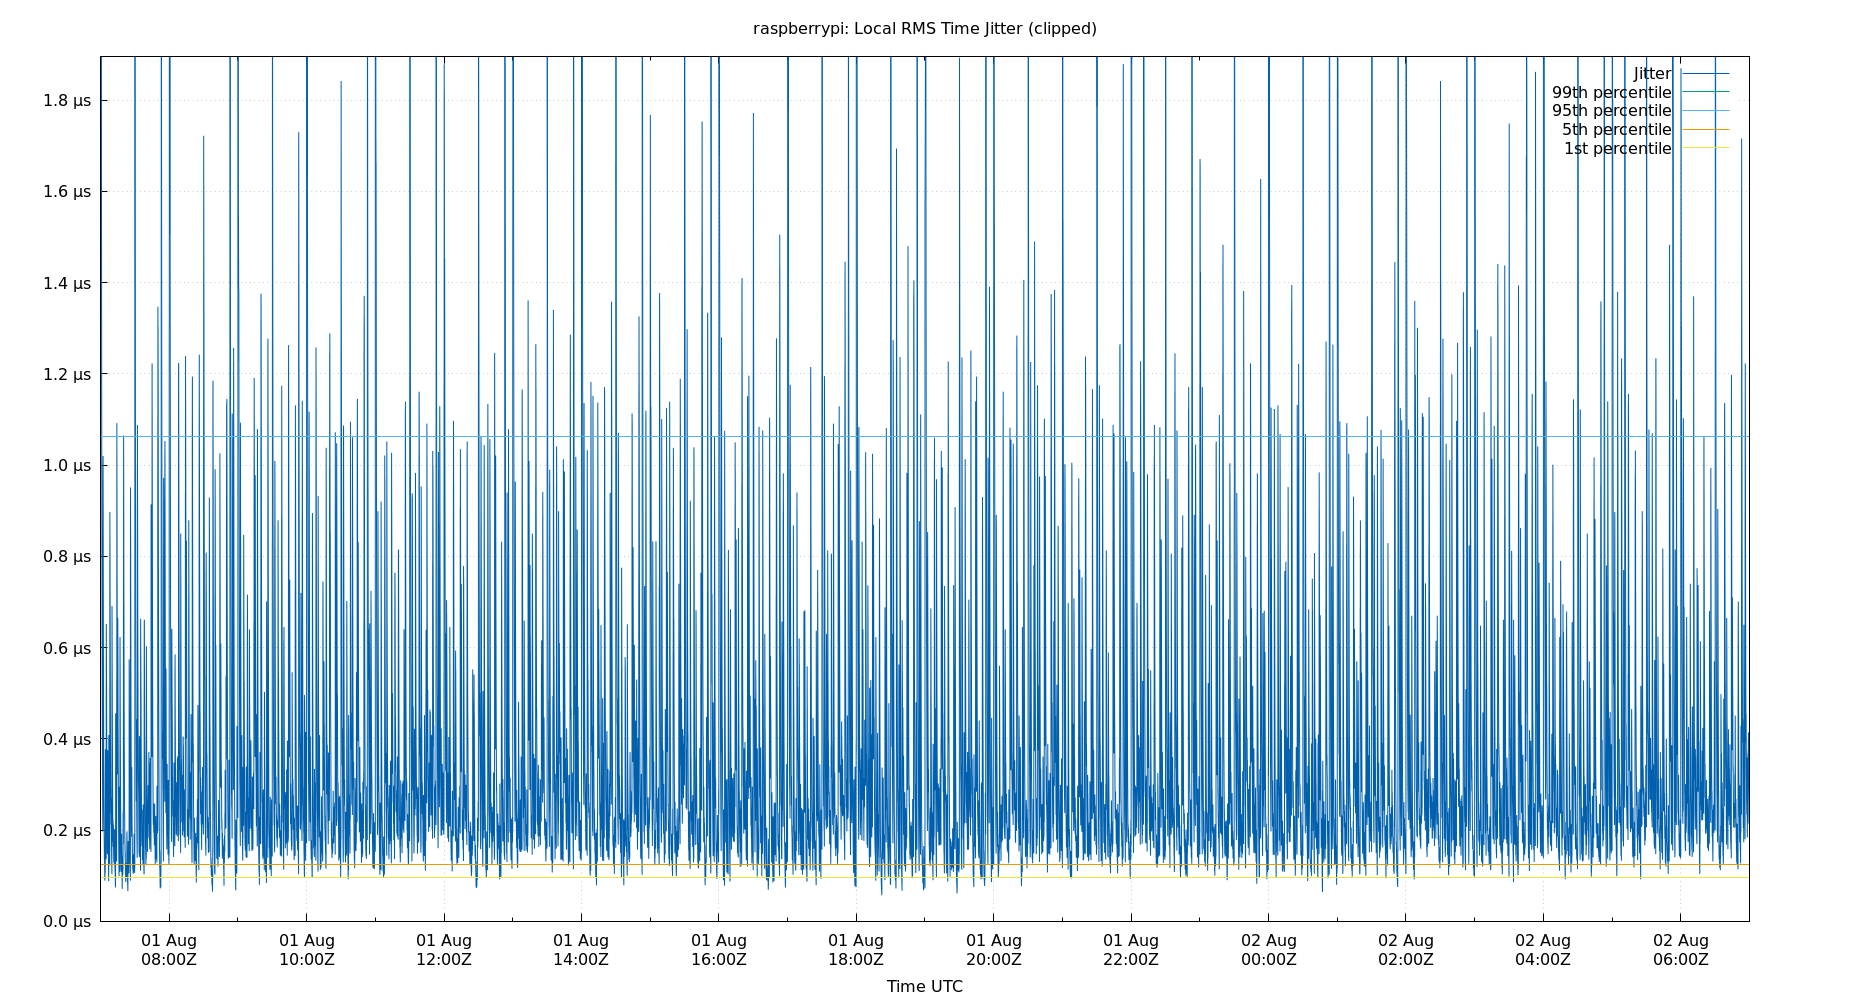 raspberrypi: Local RMS Time Jitter (clipped)
Jitter
99th percentile
95th percentile
5th percentile
1st percentile
1.8 µs
1.6 µs
1.4 µs
1.2 µs
1.0 µs
0.8 µs
0.6 µs
0.4 µs
0.2 µs
0.0 µs
01 Aug 01 Aug 01 Aug 01 Aug 01 Aug 01 Aug 01 Aug 01 Aug 02 Aug 02 Aug 02 Aug 02 Aug
08:00Z 10:00Z 12:00Z 14:00Z 16:00Z 18:00Z 20:00Z 22:00Z 00:00Z 02:00Z 04:00Z 06:00Z
Time UTC